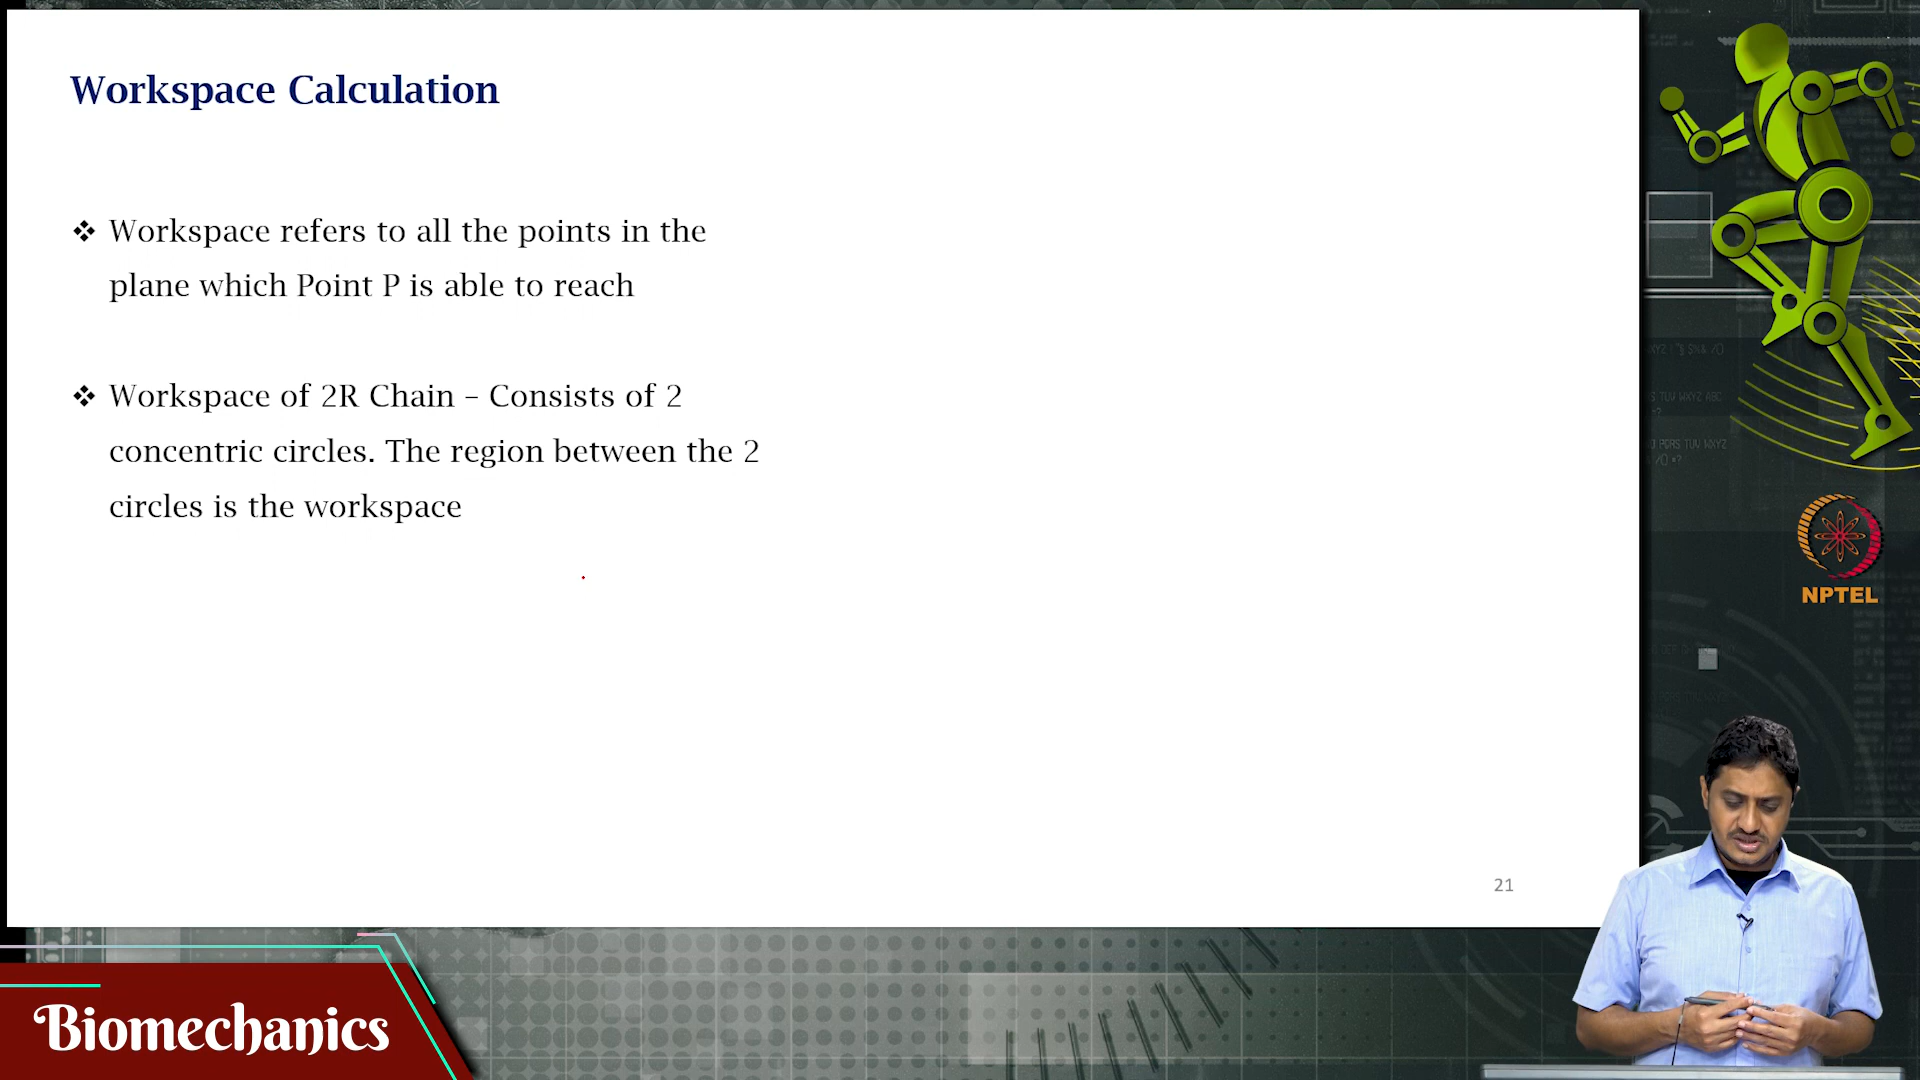 Workspace Calculation
❖ Workspace refers to all the points in the
plane which Point P is able to reach
❖ Workspace of 2R Chain – Consists of 2
concentric circles. The region between the 2
circles is the workspace
21
NPTEL
Biomechanics